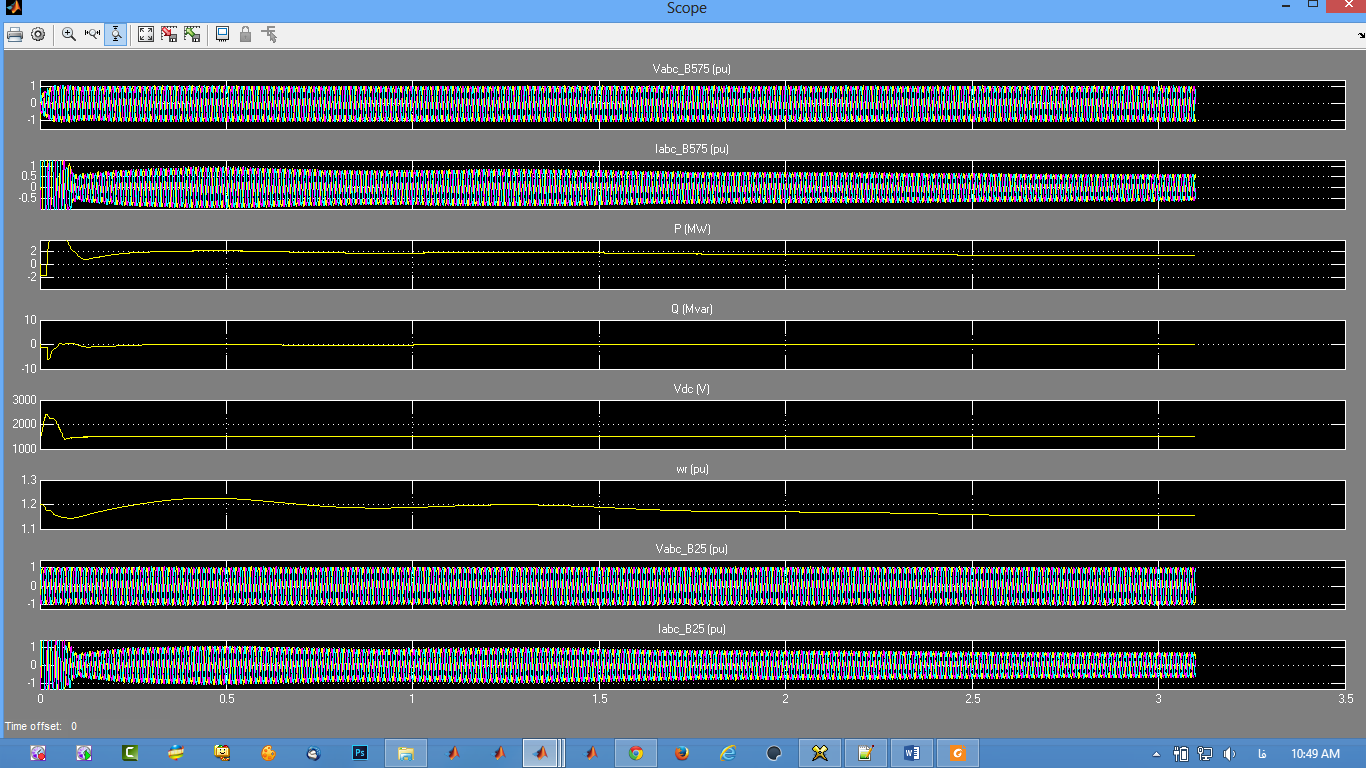 Scope
Vabc_B575 (pu)
1
0
-1
Iabc_B575 (pu)
1
0.5
0
-0.5
P (MW)
2
0
-2
Q (Mvar)
10
0
-10
Vdc (V)
3000
2000
1000
wr (pu)
1.3
1.2
1.1
Vabc_B25 (pu)
1
0
-1
Iabc_B25 (pu)
1
0
-1
0 0.5 1 1.5 2 2.5 3 3.5
Time offset: 0
Ps W G فا 10:49 AM